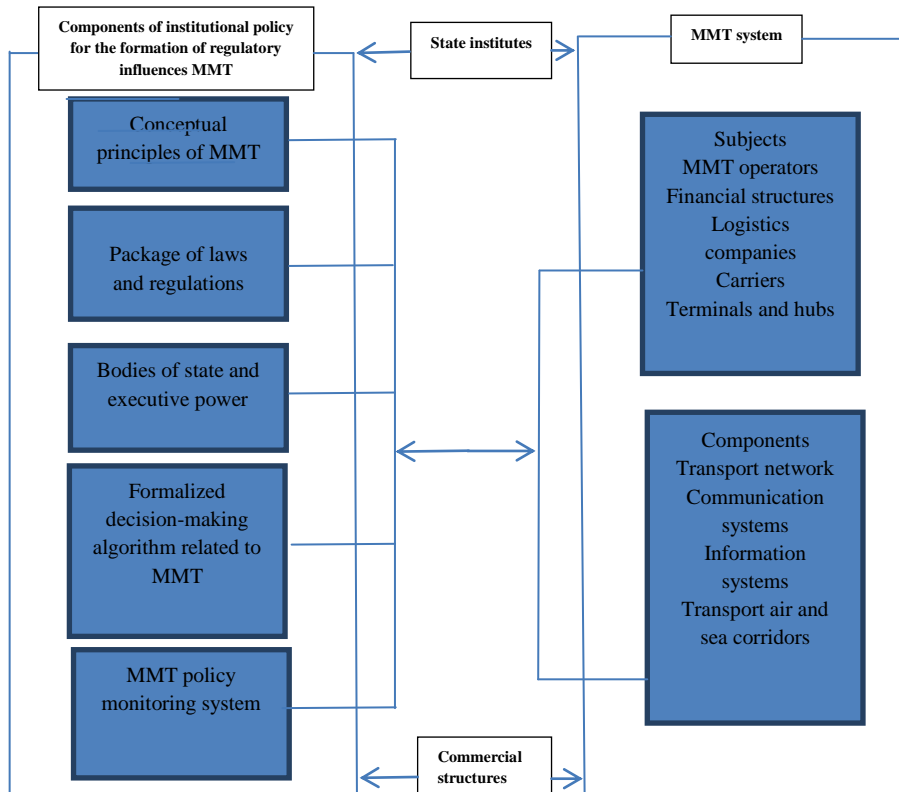 Components of institutional policy
for the formation of regulatory
influences MMT
State institutes
MMT system
Conceptual
principles of MMT
Package of laws
and regulations
Bodies of state and
executive power
Formalized
decision-making
algorithm related to
MMT
MMT policy
monitoring system
Subjects
MMT operators
Financial structures
Logistics
companies
Carriers
Terminals and hubs
Components
Transport network
Communication
systems
Information
systems
Transport air and
sea corridors
Commercial
structures